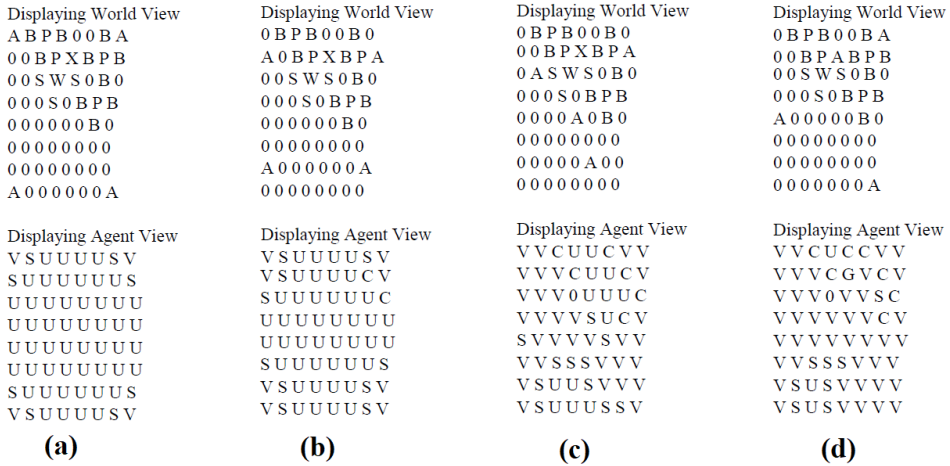 Displaying World View
A B P B 0 0 B A
0 0 B P X B P B
0 0 S W S 0 B 0
0 0 0 S 0 B P B
0 0 0 0 0 0 B 0
0 0 0 0 0 0 0 0
0 0 0 0 0 0 0 0
A 0 0 0 0 0 0 A
Displaying Agent View
V S U U U U S V
S U U U U U U S
U U U U U U U U
U U U U U U U U
U U U U U U U U
U U U U U U U U
S U U U U U U S
V S U U U U S V
(a)
Displaying World View
0 B P B 0 0 B 0
A 0 B P X B P A
0 0 S W S 0 B 0
0 0 0 S 0 B P B
0 0 0 0 0 0 B 0
0 0 0 0 0 0 0 0
A 0 0 0 0 0 0 A
0 0 0 0 0 0 0 0
Displaying Agent View
V S U U U U S V
V S U U U U C V
S U U U U U U C
U U U U U U U U
U U U U U U U U
S U U U U U U S
V S U U U U S V
V S U U U U S V
(b)
Displaying World View
0 B P B 0 0 B 0
0 0 B P X B P A
0 A S W S 0 B 0
0 0 0 S 0 B P B
0 0 0 0 A 0 B 0
0 0 0 0 0 0 0 0
0 0 0 0 0 A 0 0
0 0 0 0 0 0 0 0
Displaying Agent View
V V C U U C V V
V V V C U U C V
V V V 0 U U U C
V V V V S U C V
S V V V V S V V
V V S S S V V V
V S U U S V V V
V S U U U S S V
(c)
Displaying World View
0 B P B 0 0 B A
0 0 B P A B P B
0 0 S W S 0 B 0
0 0 0 S 0 B P B
A 0 0 0 0 0 B 0
0 0 0 0 0 0 0 0
0 0 0 0 0 0 0 0
0 0 0 0 0 0 0 A
Displaying Agent View
V V C U C C V V
V V V C G V C V
V V V 0 V V S C
V V V V V V C V
V V V V V V V V
V V S S S V V V
V S U S V V V V
V S U S V V V V
(d)